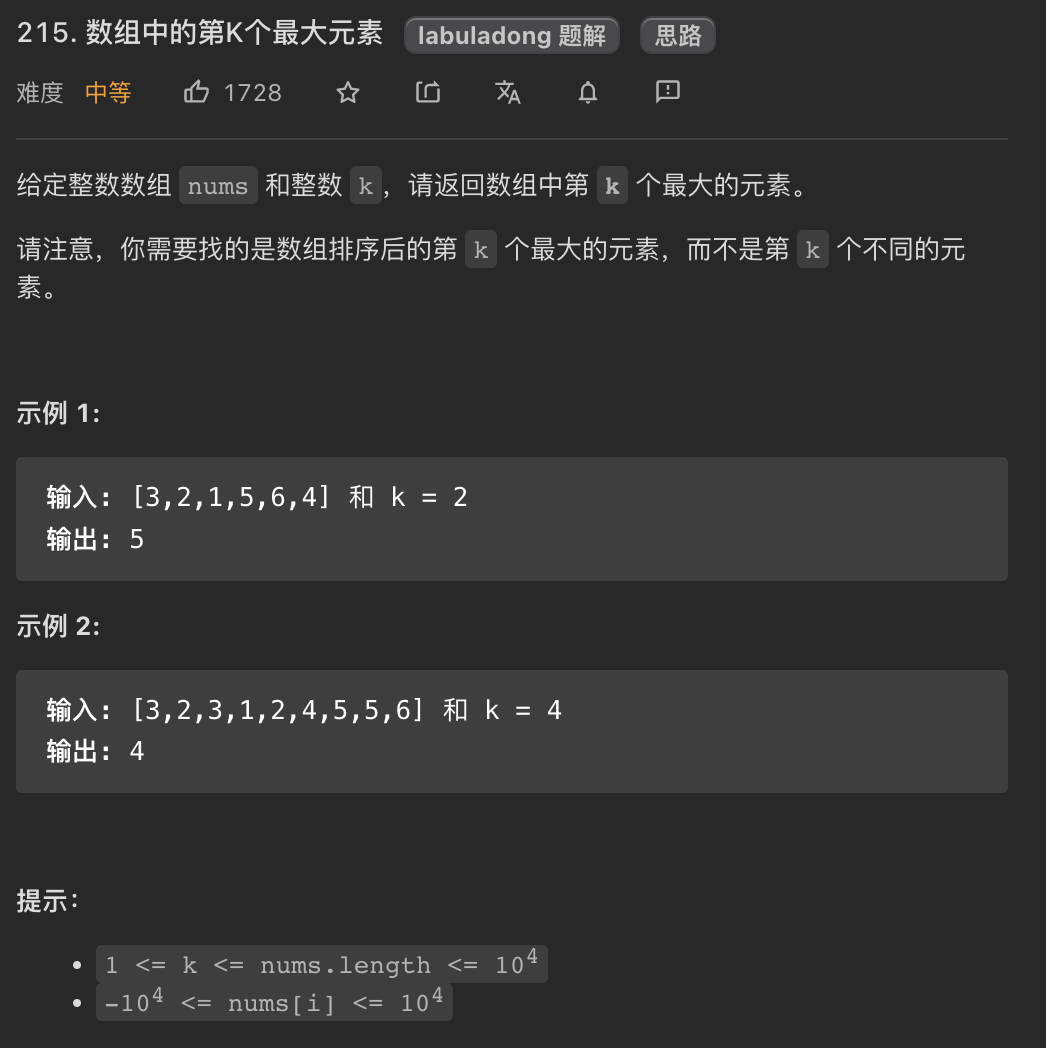 215. 数组中的第K个最大元素 labuladong 题解 思路
难度 中等 1728
给定整数数组 nums 和整数 k，请返回数组中第 k 个最大的元素。
请注意，你需要找的是数组排序后的第 k 个最大的元素，而不是第 k 个不同的元
素。
示例 1:
输入: [3,2,1,5,6,4] 和 k = 2
输出: 5
示例 2:
输入: [3,2,3,1,2,4,5,5,6] 和 k = 4
输出: 4
提示：
• 1 <= k <= nums.length <= 10⁴
• -10⁴ <= nums[i] <= 10⁴